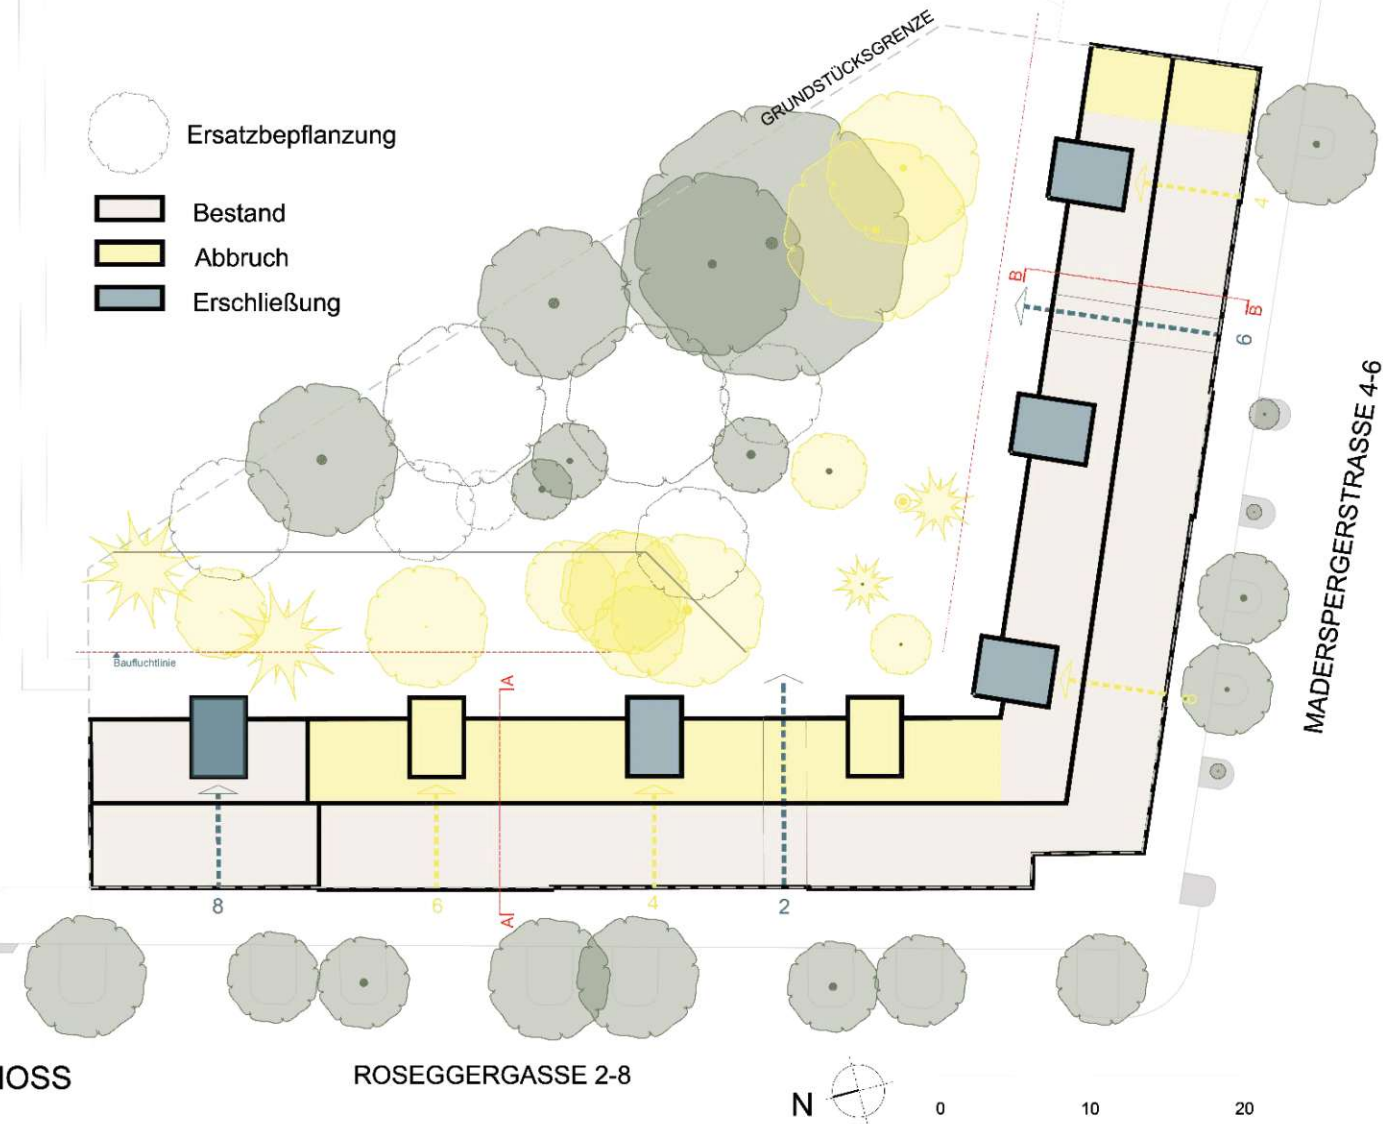 GRUNDSTÜCKSGRENZE
Ersatzbepflanzung
Bestand
Abbruch
Erschließung
4
B
B
6
MADERSPERGERSTRASSE 4-6
Baufluchtlinie
A
8
6
4
2
A
IOSS
ROSEGGERGASSE 2-8
N
0
10
20